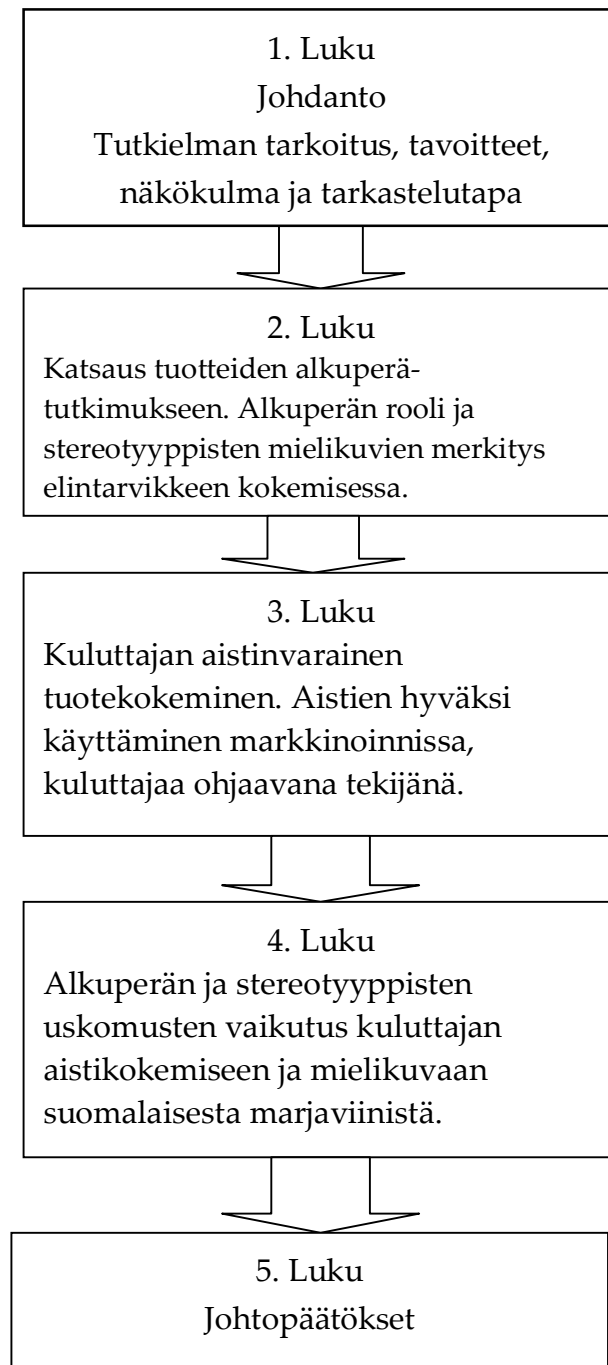 1. Luku
Johdanto
Tutkielman tarkoitus, tavoitteet,
näkökulma ja tarkastelutapa
2. Luku
Katsaus tuotteiden alkuperä-
tutkimukseen. Alkuperän rooli ja
stereotyyppisten mielikuvien merkitys
elintarvikkeen kokemisessa.
3. Luku
Kuluttajan aistinvarainen
tuotekokeminen. Aistien hyväksi
käyttäminen markkinoinnissa,
kuluttajaa ohjaavana tekijänä.
4. Luku
Alkuperän ja stereotyyppisten
uskomusten vaikutus kuluttajan
aistikokemiseen ja mielikuvaan
suomalaisesta marjaviinistä.
5. Luku
Johtopäätökset